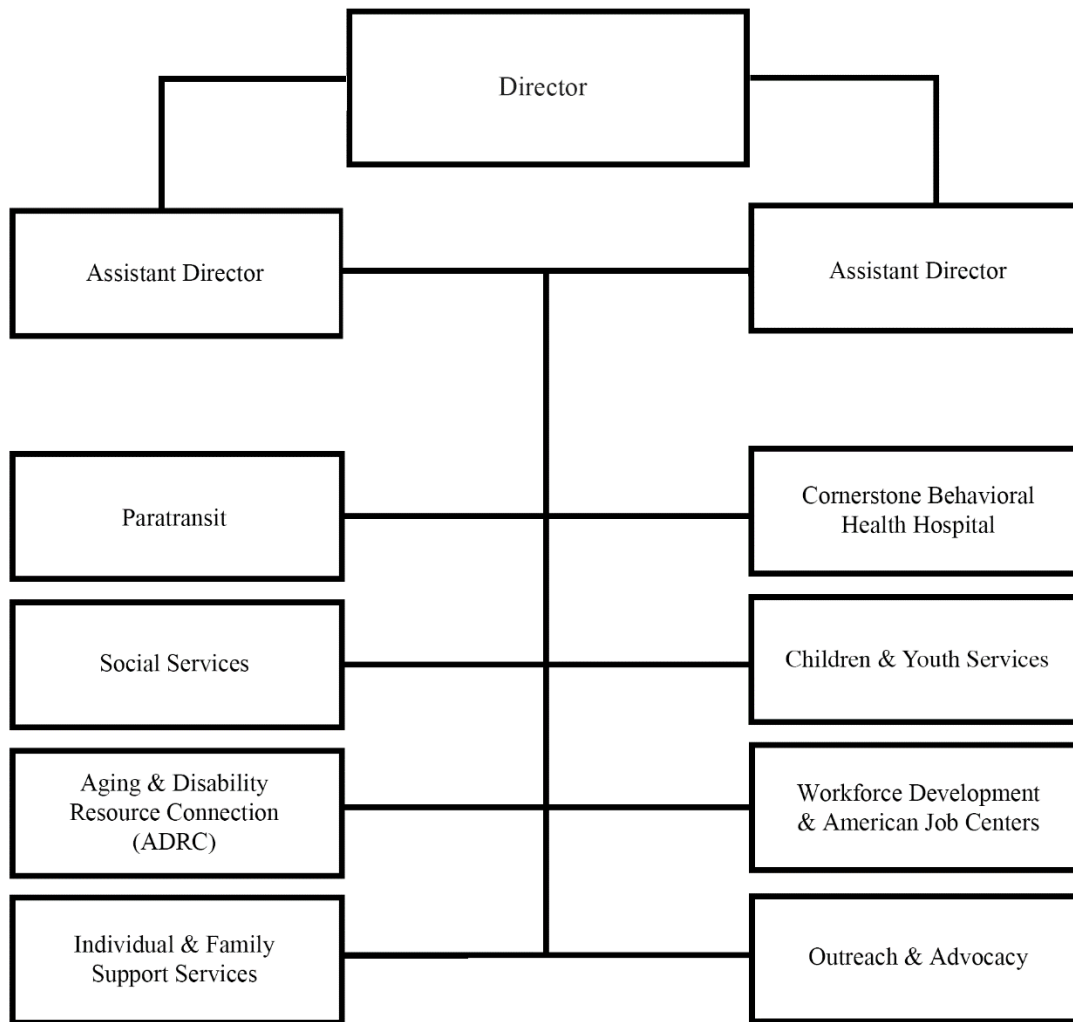 Director
Assistant Director
Assistant Director
Paratransit
Cornerstone Behavioral
Health Hospital
Social Services
Children & Youth Services
Aging & Disability
Resource Connection
(ADRC)
Workforce Development
& American Job Centers
Individual & Family
Support Services
Outreach & Advocacy